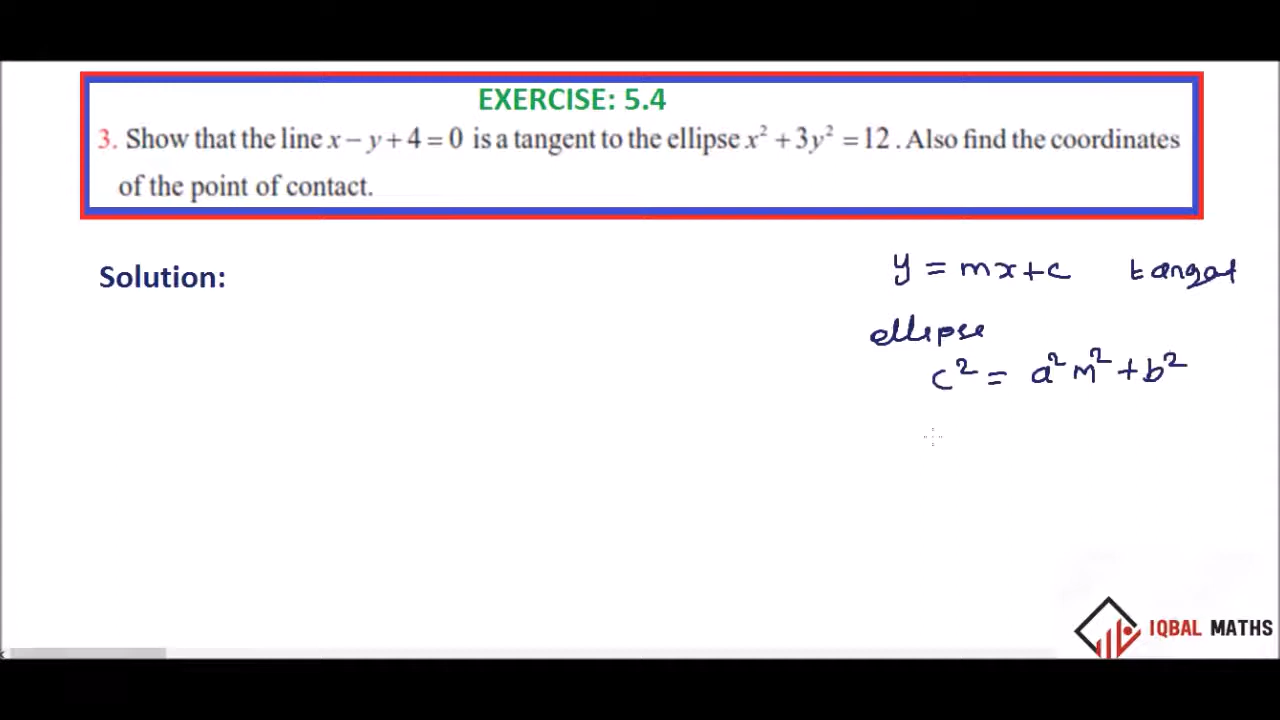 EXERCISE: 5.4
3. Show that the line x − y + 4 = 0 is a tangent to the ellipse x² + 3y² = 12. Also find the coordinates
of the point of contact.
Solution:
y = mx + c tangat
ellipse
c² = a²m² + b²
IQBAL MATHS